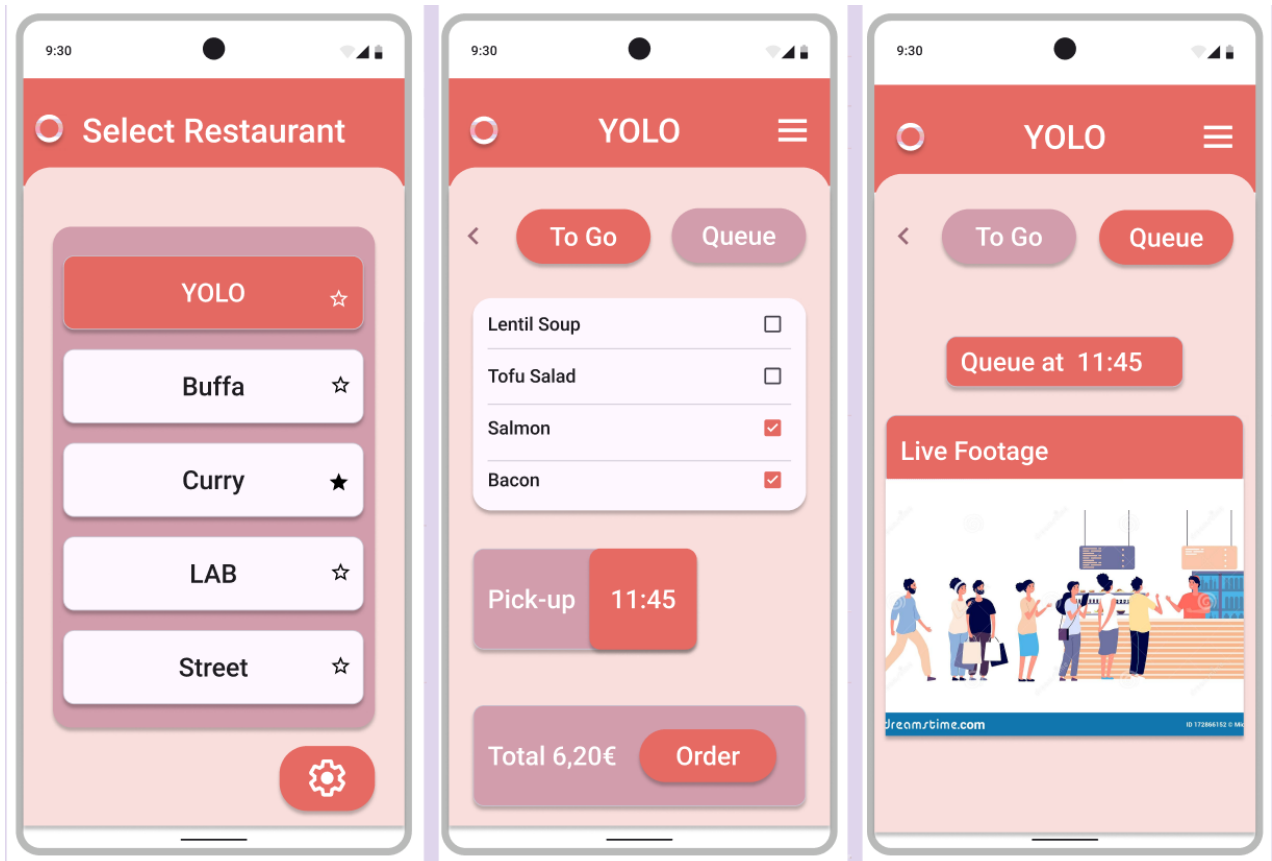 9:30
Select Restaurant
YOLO
Buffa
Curry
LAB
Street
9:30
YOLO
To Go
Queue
Lentil Soup
Tofu Salad
Salmon
Bacon
Pick-up
11:45
Total 6,20€
Order
9:30
YOLO
To Go
Queue
Queue at 11:45
Live Footage
dreamstime.com
ID 172866152 ©